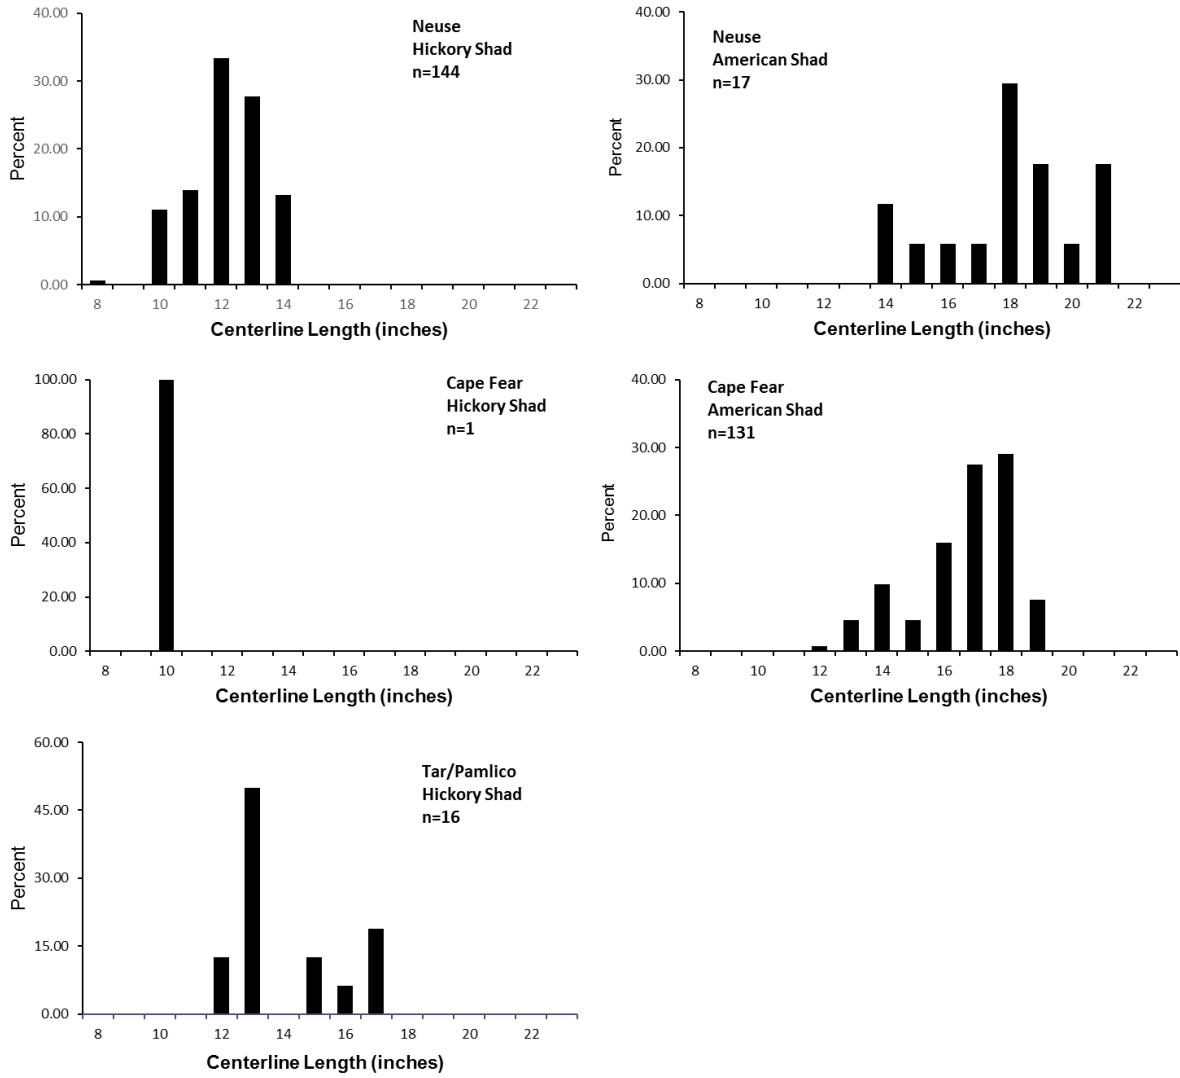 40.00
30.00
20.00
10.00
0.00
Percent
Neuse
Hickory Shad
n=144
8 10 12 14 16 18 20 22
Centerline Length (inches)
40.00
30.00
20.00
10.00
0.00
Percent
Neuse
American Shad
n=17
8 10 12 14 16 18 20 22
Centerline Length (inches)
100.00
80.00
60.00
40.00
20.00
0.00
Percent
Cape Fear
Hickory Shad
n=1
8 10 12 14 16 18 20 22
Centerline Length (inches)
40.00
30.00
20.00
10.00
0.00
Percent
Cape Fear
American Shad
n=131
8 10 12 14 16 18 20 22
Centerline Length (inches)
60.00
45.00
30.00
15.00
0.00
Percent
Tar/Pamlico
Hickory Shad
n=16
8 10 12 14 16 18 20 22
Centerline Length (inches)